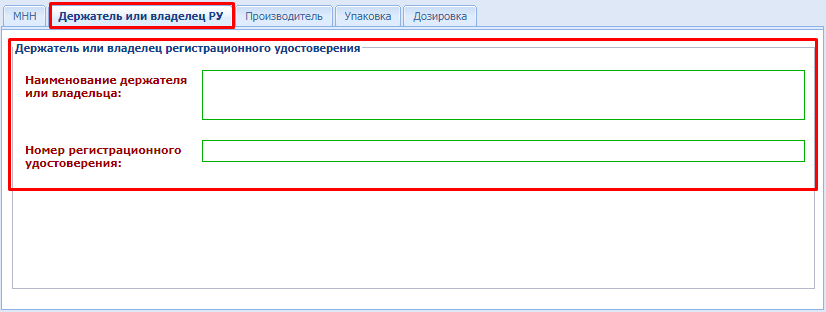 МНН Держатель или владелец РУ Производитель Упаковка Дозировка
Держатель или владелец регистрационного удостоверения
Наименование держателя
или владельца:
Номер регистрационного
удостоверения: